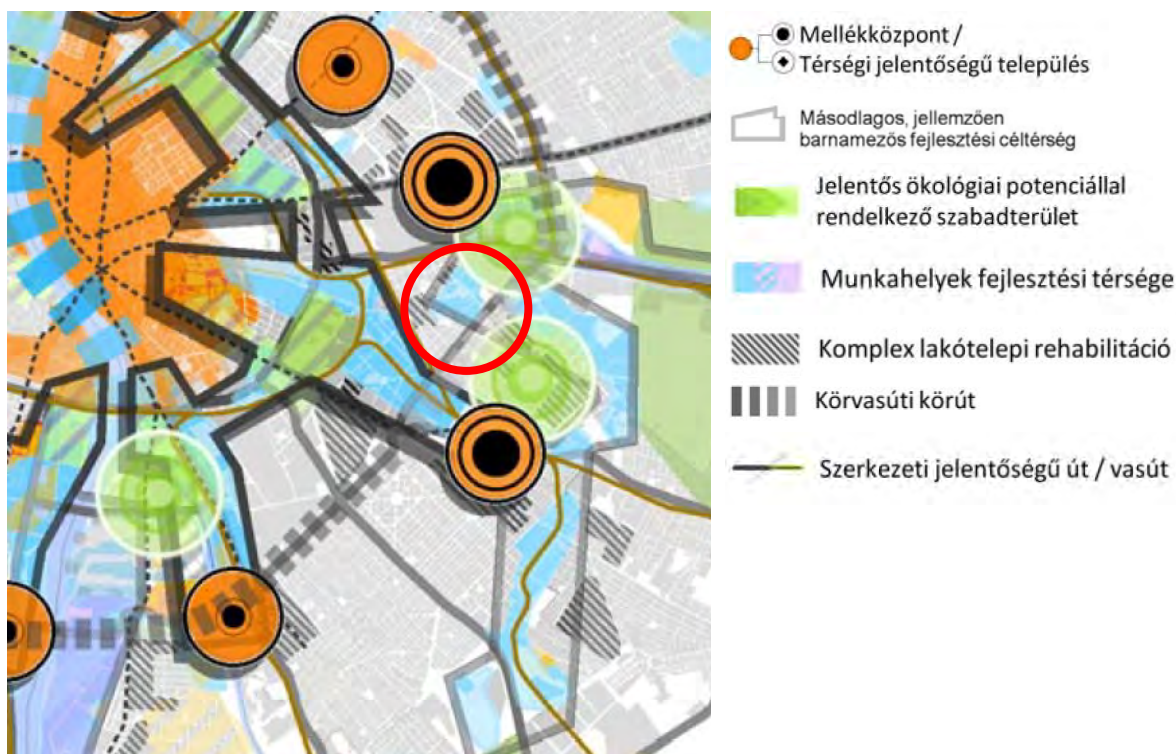 Mellékközpont /
Térségi jelentőségű település
Másodlagos, jellemzően
barnamezős fejlesztési céltérség
Jelentős ökológiai potenciállal
rendelkező szabadterület
Munkahelyek fejlesztési térsége
Komplex lakótelepi rehabilitáció
Körvasúti körút
Szerkezeti jelentőségű út / vasút